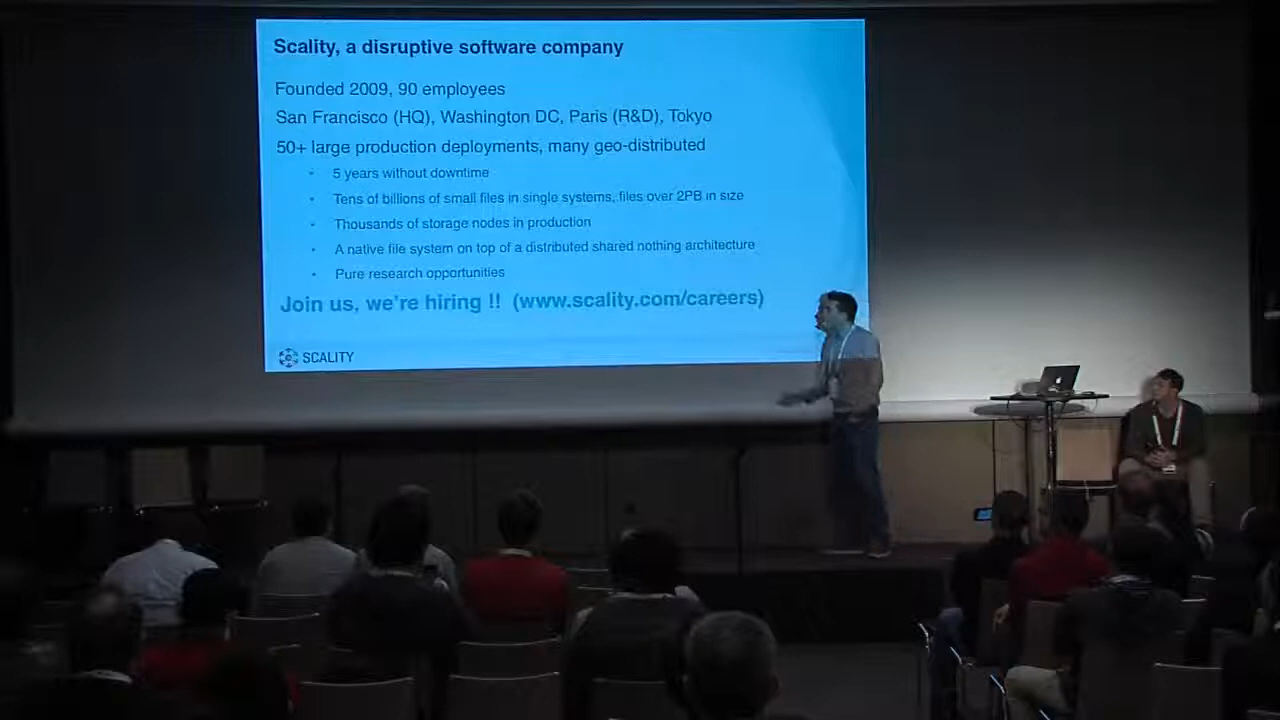 Scality, a disruptive software company
Founded 2009, 90 employees
San Francisco (HQ), Washington DC, Paris (R&D), Tokyo
50+ large production deployments, many geo-distributed
5 years without downtime
Tens of billions of small files in single systems, files over 2PB in size
Thousands of storage nodes in production
A native file system on top of a distributed shared nothing architecture
Pure research opportunities
Join us, we're hiring !! (www.scality.com/careers)
SCALITY